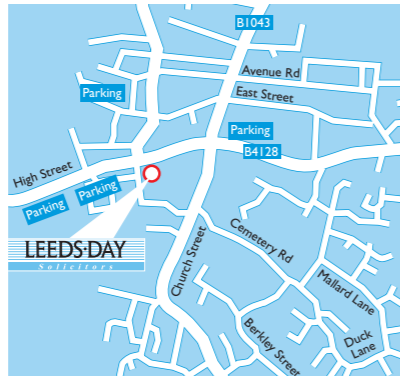 B1043
Avenue Rd
East Street
Parking
Parking
B4128
High Street
Parking
Parking
LEEDS·DAY
Solicitors
Church Street
Cemetery Rd
Mallard Lane
Duck
Lane
Berkley Street